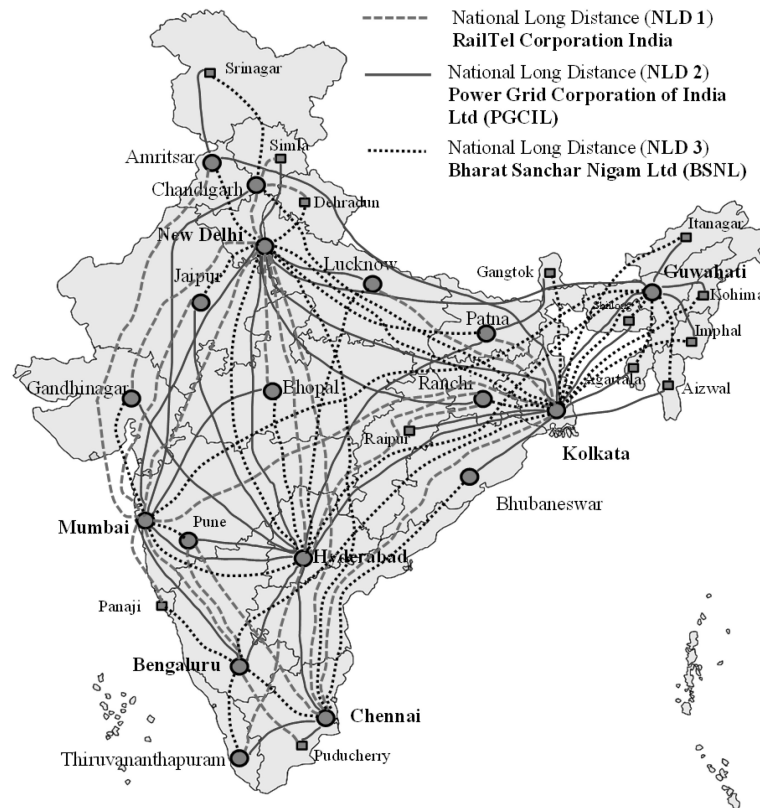 National Long Distance (NLD 1)
RailTel Corporation India
National Long Distance (NLD 2)
Power Grid Corporation of India
Ltd (PGCIL)
National Long Distance (NLD 3)
Bharat Sanchar Nigam Ltd (BSNL)
Srinagar
Simla
Amritsar
Chandigarh
Dehradun
New Delhi
Itanagar
Lucknow
Gangtok
Guwahati
Jaipur
Kohima
Patna
Imphal
Gandhinagar
Bhopal
Ranchi
Agartala
Aizwal
Raipur
Kolkata
Bhubaneswar
Mumbai
Pune
Hyderabad
Panaji
Bengaluru
Chennai
Thiruvananthapuram
Puducherry